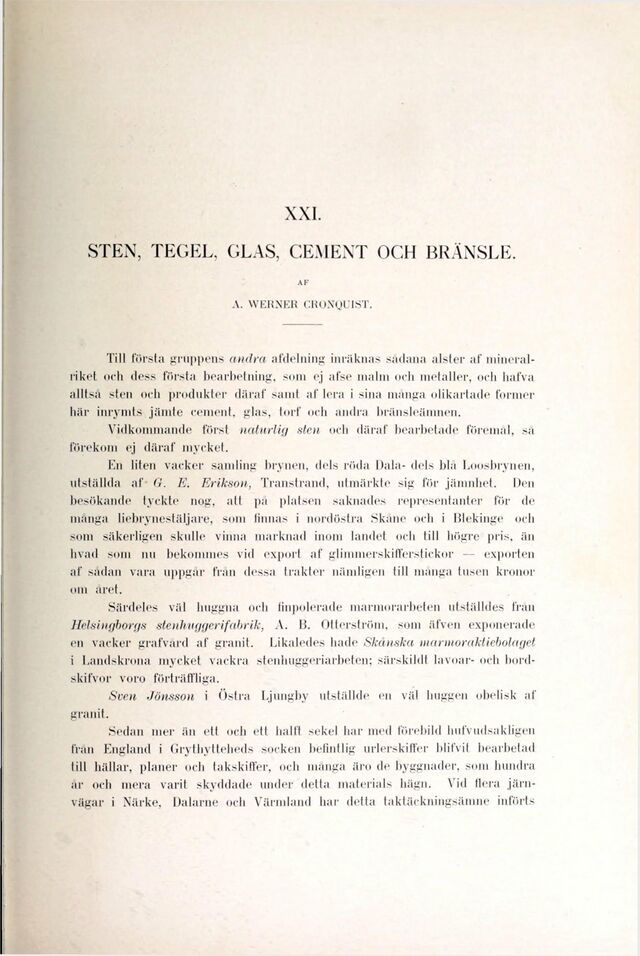 XXI.
STEN, TEGEL, GLAS, CEMENT OCH BRÄNSLE.
AF
A. WERNER CRONQUIST.
Till första gruppens andra afdelning inräknas sådana alster af mineral-
riket och dess första bearbetning, som ej afse malm och metaller, och hafva
alltså sten och produkter däraf samt af lera i sina många olikartade former
här inrymts jämte cement, glas, torf och andra bränsleämnen.
Vidkommande först naturlig sten och däraf bearbetade föremål, så
förekom ej däraf mycket.
En liten vacker samling brynen, dels röda Dala- dels blå Loosbrynen,
utställda af G. E. Erikson, Transtrand, utmärkte sig för jämnhet. Den
besökande tyckte nog, att på platsen saknades representanter för de
många liebrynestäljare, som finnas i nordöstra Skåne och i Blekinge och
som säkerligen skulle vinna marknad inom landet och till högre pris, än
hvad som nu bekommes vid export af glimmerskifferstickor — exporten
af sådan vara uppgår från dessa trakter nämligen till många tusen kronor
om året.
Särdeles väl huggna och finpolerade marmorarbeten utställdes från
Helsingborgs stenhuggerifabrik, A. B. Otterström, som äfven exponerade
en vacker grafvård af granit. Likaledes hade Skånska marmoraktiebolaget
i Landskrona mycket vackra stenhuggeriarbeten; särskildt lavoar- och bord-
skifvor voro förträffliga.
Sven Jönsson i Östra Ljungby utställde en väl huggen obelisk af
granit.
Sedan mer än ett och ett halft sekel har med förebild hufvudsakligen
från England i Grythytteheds socken befintlig urlerskiffer blifvit bearbetad
till hällar, planer och takskiffer, och många äro de byggnader, som hundra
år och mera varit skyddade under detta materials hägn. Vid flera järn-
vägar i Närke, Dalarne och Värmland har detta taktäckningsämne införts